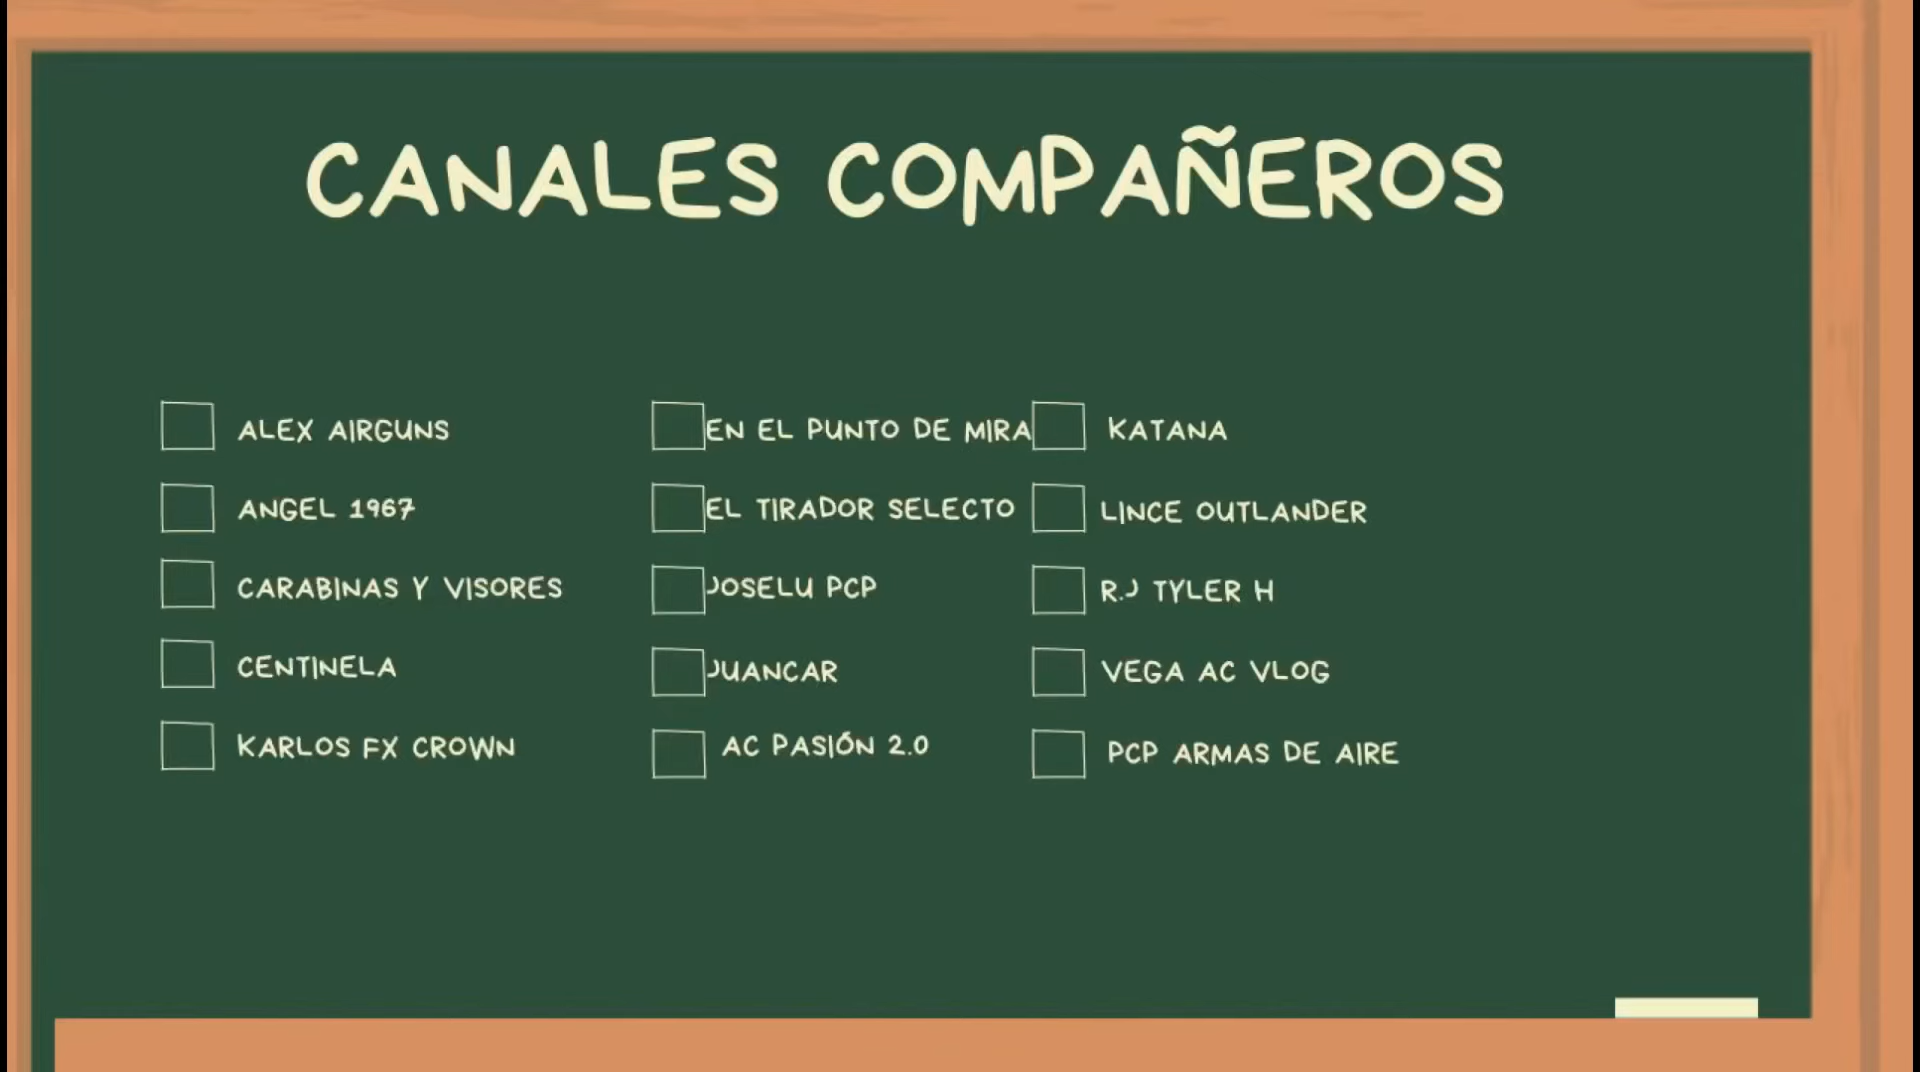 CANALES COMPAÑEROS
ALEX AIRGUNS
ANGEL 1967
CARABINAS Y VISORES
CENTINELA
KARLOS FX CROWN
EN EL PUNTO DE MIRA
EL TIRADOR SELECTO
JOSELU PCP
JUANCAR
AC PASIÓN 2.0
KATANA
LINCE OUTLANDER
R.J TYLER H
VEGA AC VLOG
PCP ARMAS DE AIRE